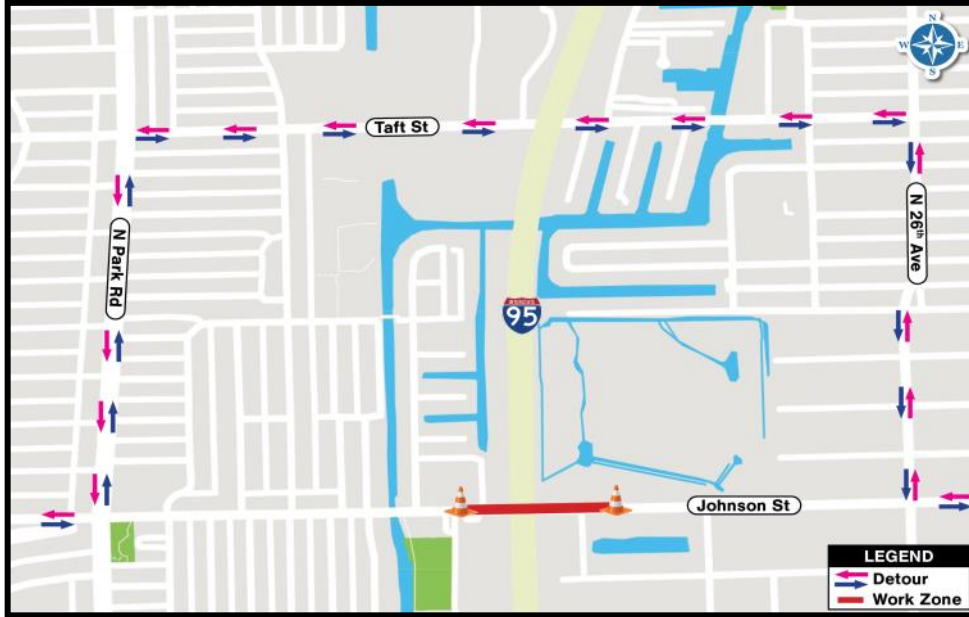 N
W E
S
Taft St
N Park Rd
N 26th Ave
95
Johnson St
LEGEND
Detour
Work Zone